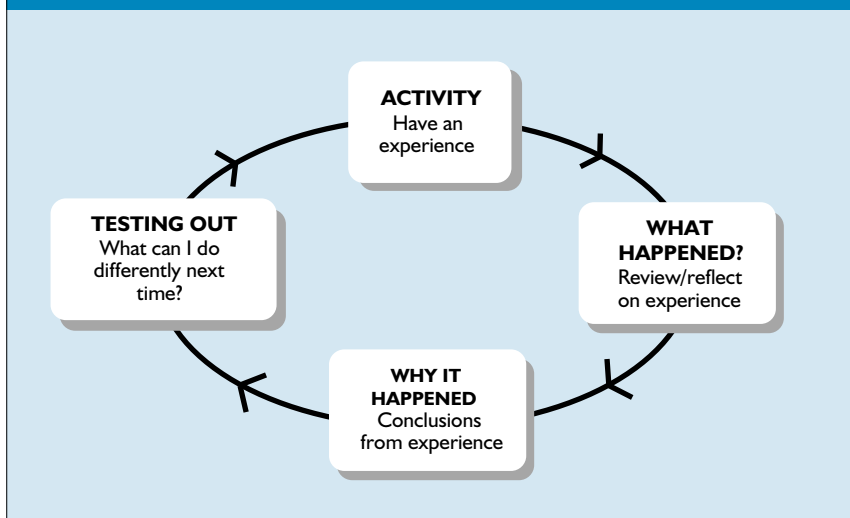 ACTIVITY
Have an
experience
WHAT
HAPPENED?
Review/reflect
on experience
WHY IT
HAPPENED
Conclusions
from experience
TESTING OUT
What can I do
differently next
time?